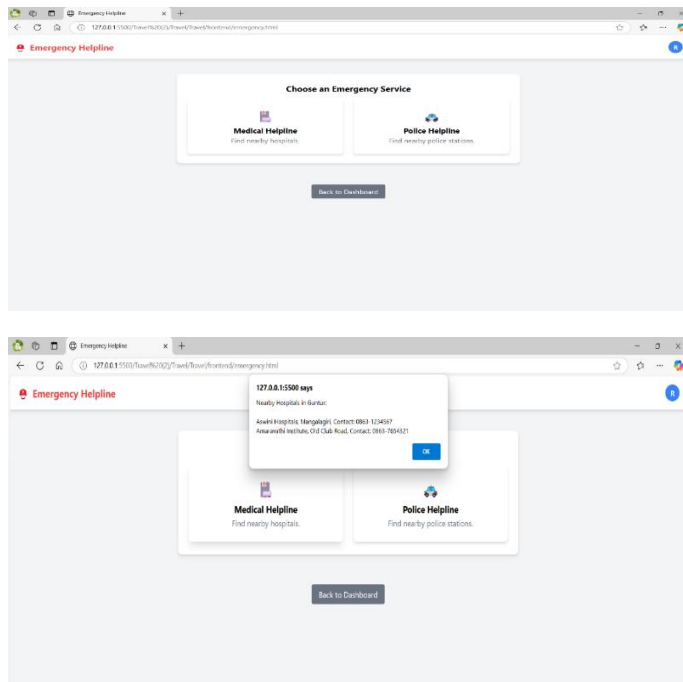 Emergency Helpline
127.0.0.1:5500/Travel%20(2)/Travel/Travel/frontend/emergency.html
Emergency Helpline
R
Choose an Emergency Service
Medical Helpline
Police Helpline
Find nearby hospitals.
Find nearby police stations.
Back to Dashboard
Emergency Helpline
127.0.0.1:5500/Travel%20(2)/Travel/Travel/frontend/emergency.html
Emergency Helpline
R
127.0.0.1:5500 says
Nearby Hospitals in Guntur:
Aswini Hospitals, Mangalagiri, Contact: 0863-1234567
Amaravathi Institute, Old Club Road, Contact: 0863-7654321
OK
Medical Helpline
Police Helpline
Find nearby hospitals.
Find nearby police stations.
Back to Dashboard